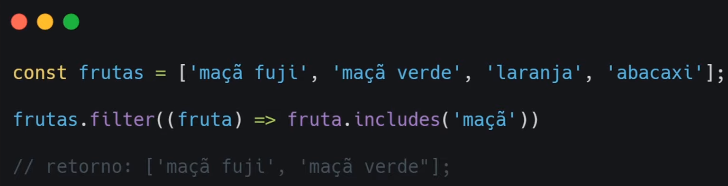 const frutas = ['maçã fuji', 'maçã verde', 'laranja', 'abacaxi'];
frutas.filter((fruta) => fruta.includes('maçã'))
// retorno: ['maçã fuji', 'maçã verde"];